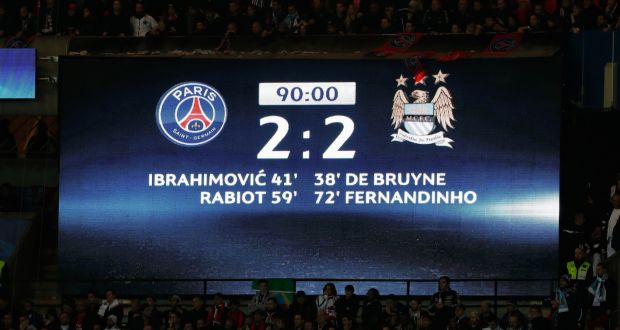 90:00
PARIS
SAINT-GERMAIN
M.C.F.C.
2:2
IBRAHIMOVIĆ 41' 38' DE BRUYNE
RABIOT 59' 72' FERNANDINHO